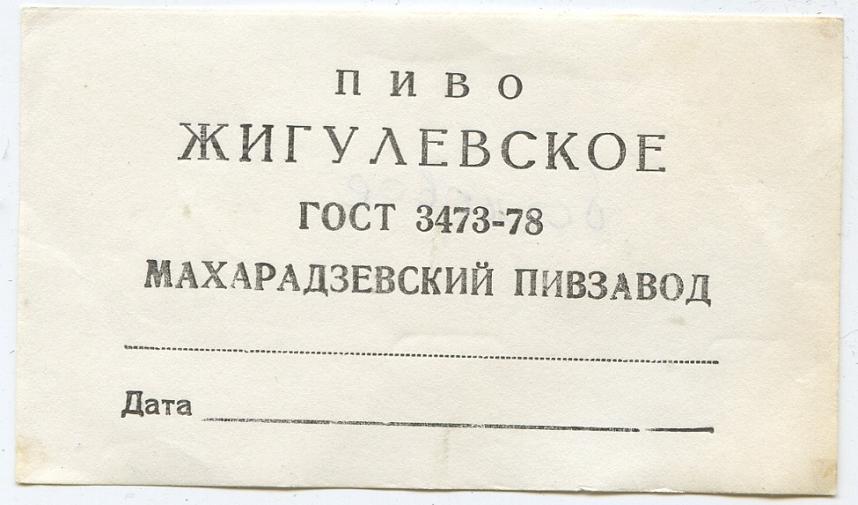 ПИВО
ЖИГУЛЕВСКОЕ
ГОСТ 3473-78
МАХАРАДЗЕВСКИЙ ПИВЗАВОД
Дата